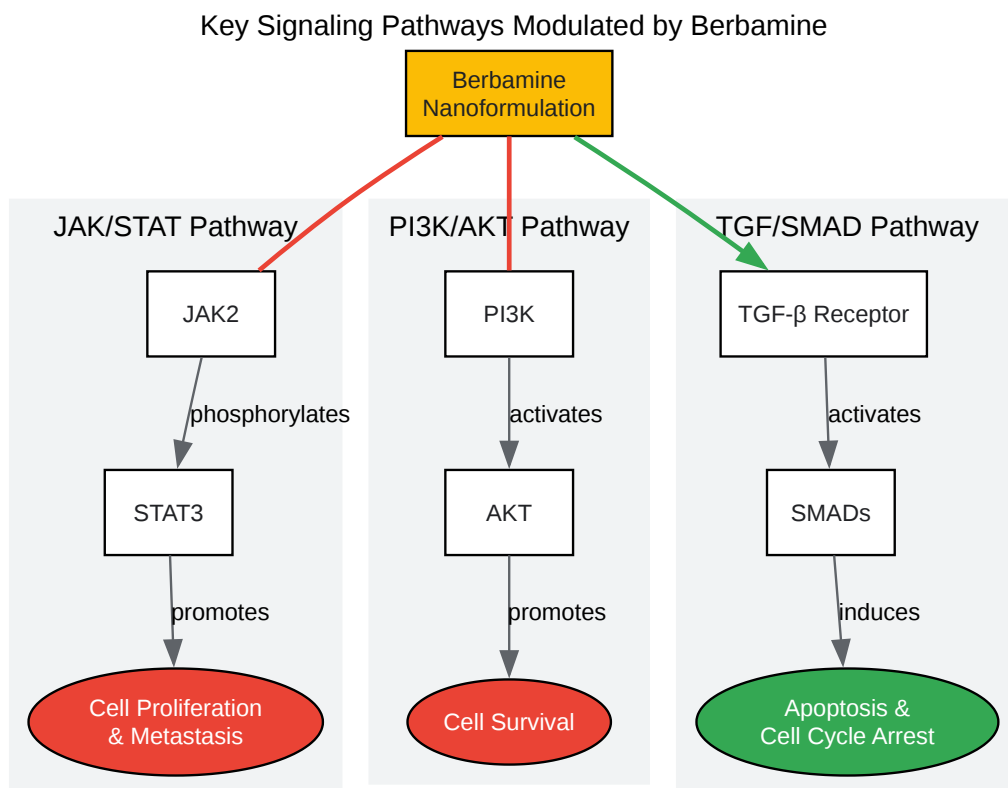 Key Signaling Pathways Modulated by Berbamine
Berbamine
Nanoformulation
JAK/STAT Pathway
PI3K/AKT Pathway
TGF/SMAD Pathway
JAK2
PI3K
TGF-β Receptor
phosphorylates
activates
activates
STAT3
AKT
SMADs
promotes
promotes
induces
Cell Proliferation
& Metastasis
Cell Survival
Apoptosis &
Cell Cycle Arrest